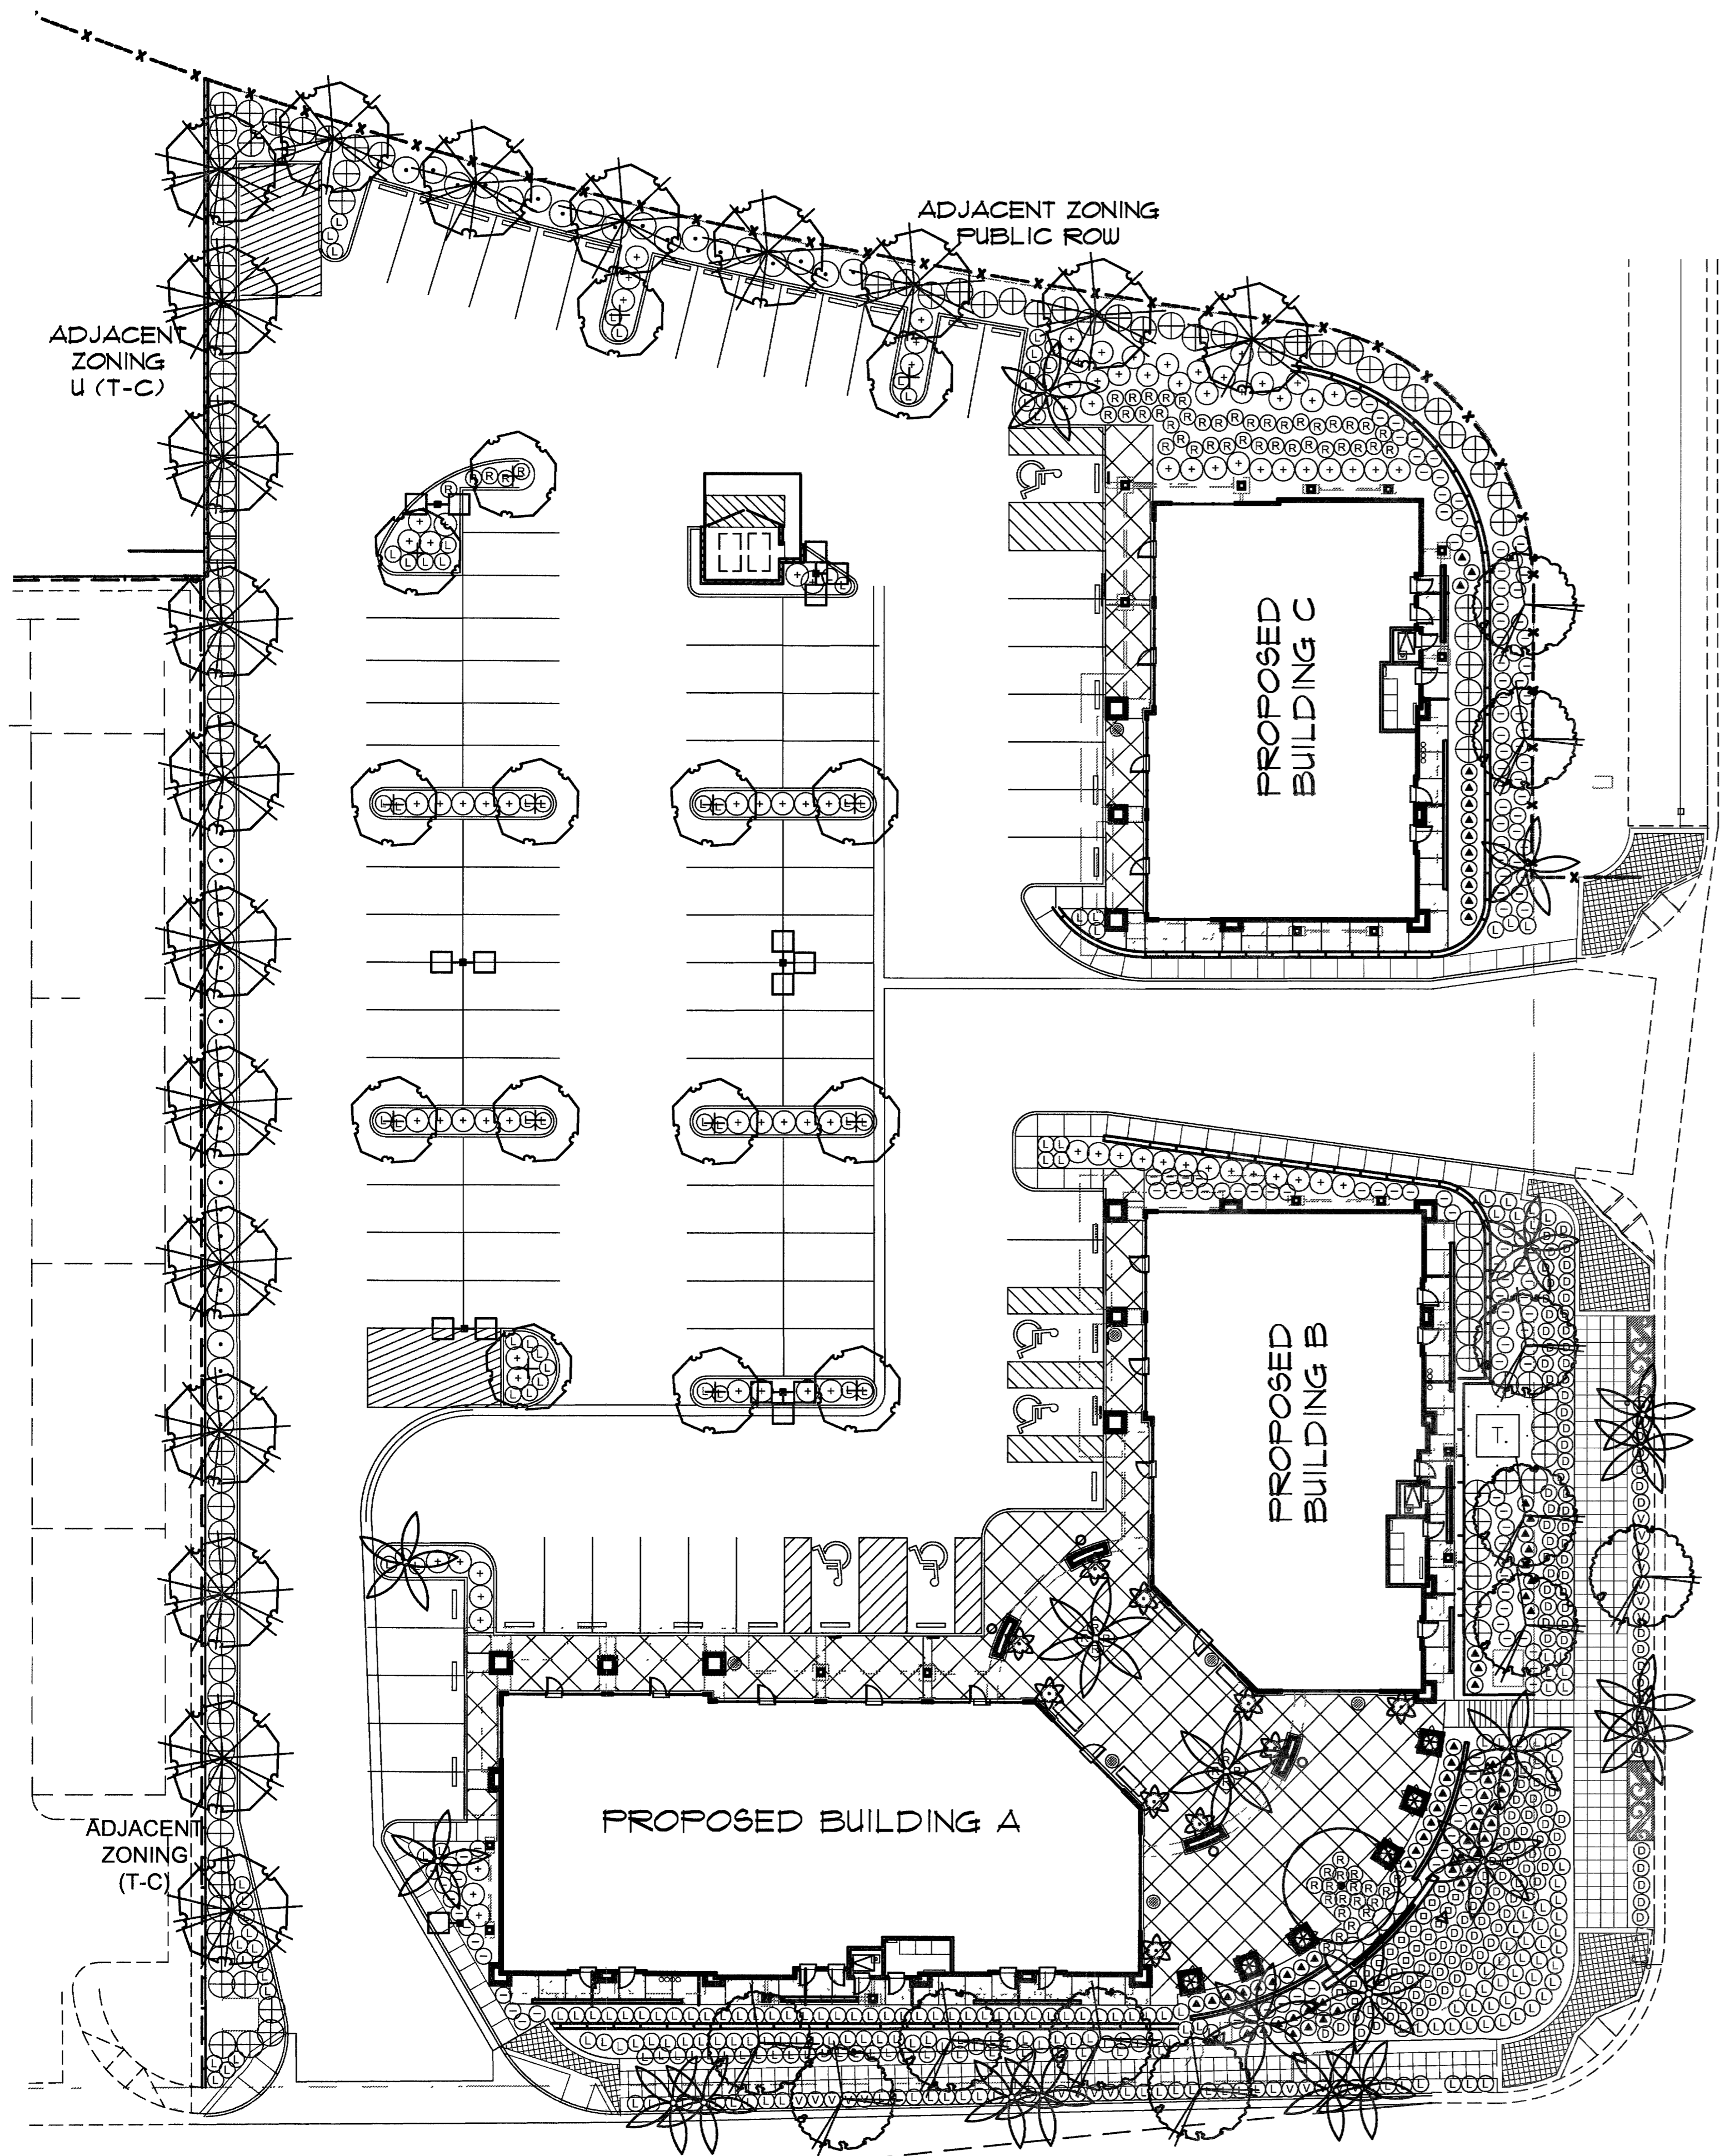 ADJACENT ZONING
PUBLIC ROW
ADJACENT
ZONING
U (T-C)
PROPOSED
BUILDING C
PROPOSED
BUILDING B
T.
PROPOSED BUILDING A
ADJACENT
ZONING
(T-C)